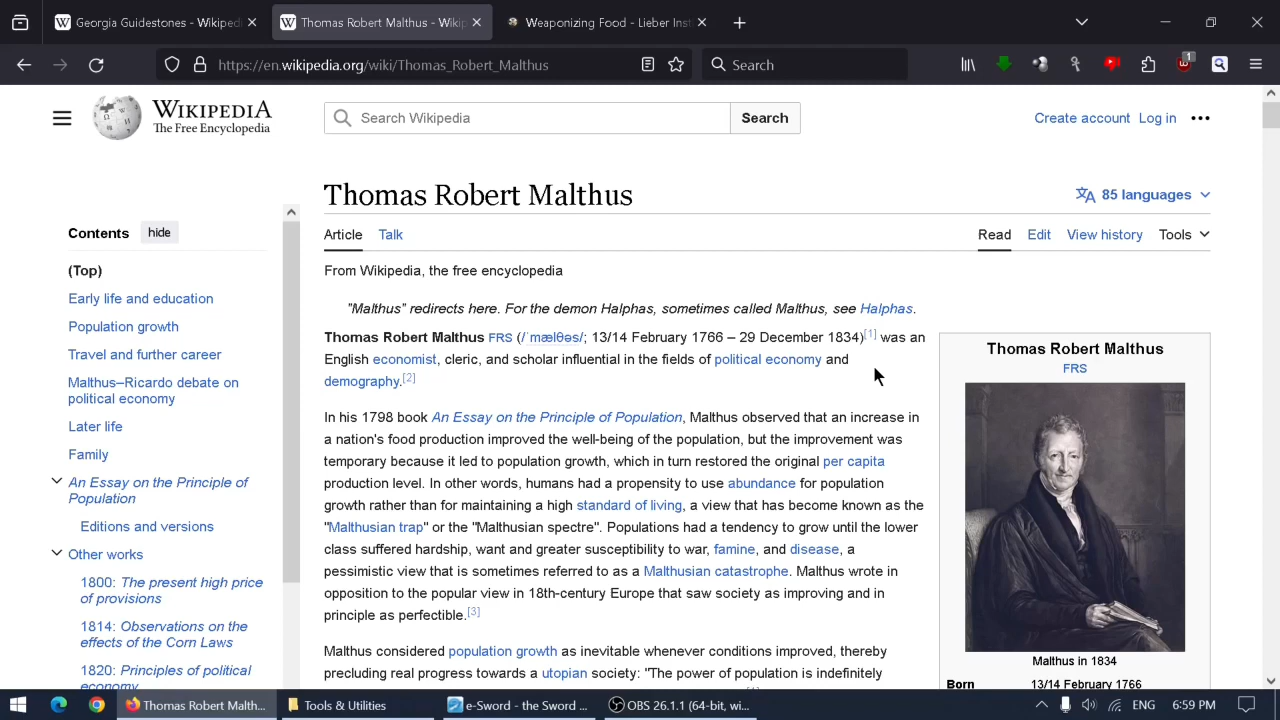 Georgia Guidestones - Wikiped
Thomas Robert Malthus - Wikip
Weaponizing Food - Lieber Inst
https://en.wikipedia.org/wiki/Thomas_Robert_Malthus
Search
1
WIKIPEDIA
The Free Encyclopedia
Search Wikipedia
Search
Create account Log in
Thomas Robert Malthus
85 languages
Contents hide
Article Talk
Read Edit View history Tools
(Top)
Early life and education
Population growth
Travel and further career
Malthus–Ricardo debate on
political economy
Later life
Family
An Essay on the Principle of
Population
Editions and versions
Other works
1800: The present high price
of provisions
1814: Observations on the
effects of the Corn Laws
1820: Principles of political
economy
From Wikipedia, the free encyclopedia
"Malthus" redirects here. For the demon Halphas, sometimes called Malthus, see Halphas.
Thomas Robert Malthus FRS (/ˈmælθəs/; 13/14 February 1766 – 29 December 1834)[1] was an
English economist, cleric, and scholar influential in the fields of political economy and
demography.[2]
In his 1798 book An Essay on the Principle of Population, Malthus observed that an increase in
a nation's food production improved the well-being of the population, but the improvement was
temporary because it led to population growth, which in turn restored the original per capita
production level. In other words, humans had a propensity to use abundance for population
growth rather than for maintaining a high standard of living, a view that has become known as the
"Malthusian trap" or the "Malthusian spectre". Populations had a tendency to grow until the lower
class suffered hardship, want and greater susceptibility to war, famine, and disease, a
pessimistic view that is sometimes referred to as a Malthusian catastrophe. Malthus wrote in
opposition to the popular view in 18th-century Europe that saw society as improving and in
principle as perfectible.[3]
Malthus considered population growth as inevitable whenever conditions improved, thereby
precluding real progress towards a utopian society: "The power of population is indefinitely
Thomas Robert Malthus
FRS
Malthus in 1834
Born 13/14 February 1766
Thomas Robert Malth...
Tools & Utilities
e-Sword - the Sword ...
OBS 26.1.1 (64-bit, wi...
ENG
6:59 PM